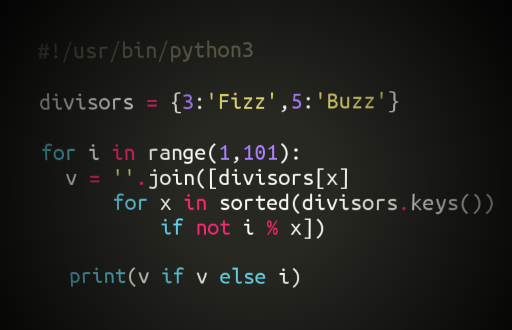 #!/usr/bin/python3
divisors = {3:'Fizz',5:'Buzz'}
for i in range(1,101):
v = ''.join([divisors[x]
for x in sorted(divisors.keys())
if not i % x])
print(v if v else i)